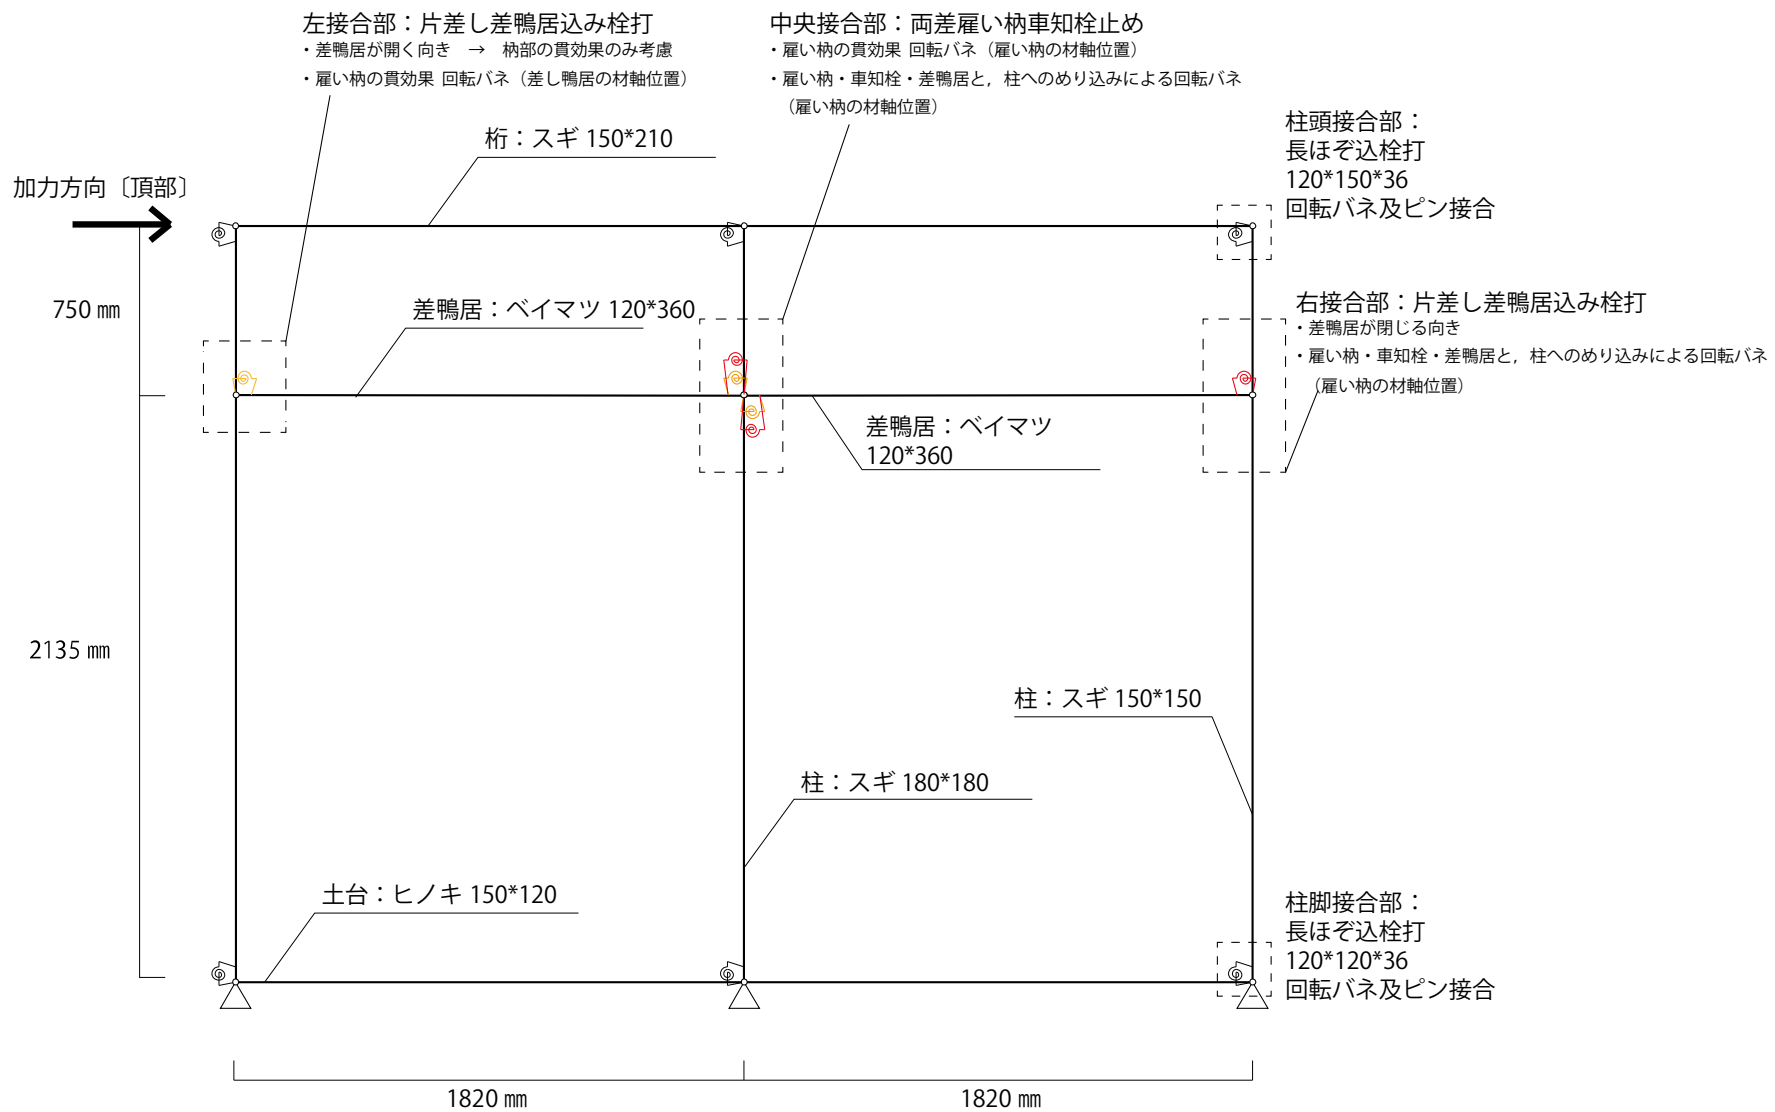 左接合部：片差し差鴨居込み栓打
・差鴨居が開く向き　→　枘部の貫効果のみ考慮
・雇い枘の貫効果 回転バネ（差し鴨居の材軸位置）
中央接合部：両差雇い枘車知栓止め
・雇い枘の貫効果 回転バネ（雇い枘の材軸位置）
・雇い枘・車知栓・差鴨居と，柱へのめり込みによる回転バネ
（雇い枘の材軸位置）
柱頭接合部：
長ほぞ込栓打
120*150*36
回転バネ及ピン接合
桁：スギ 150*210
加力方向〔頂部〕
750 ㎜
差鴨居：ベイマツ 120*360
右接合部：片差し差鴨居込み栓打
・差鴨居が閉じる向き
・雇い枘・車知栓・差鴨居と，柱へのめり込みによる回転バネ
（雇い枘の材軸位置）
差鴨居：ベイマツ
120*360
2135 ㎜
柱：スギ 150*150
柱：スギ 180*180
土台：ヒノキ 150*120
柱脚接合部：
長ほぞ込栓打
120*120*36
回転バネ及ピン接合
1820 ㎜
1820 ㎜